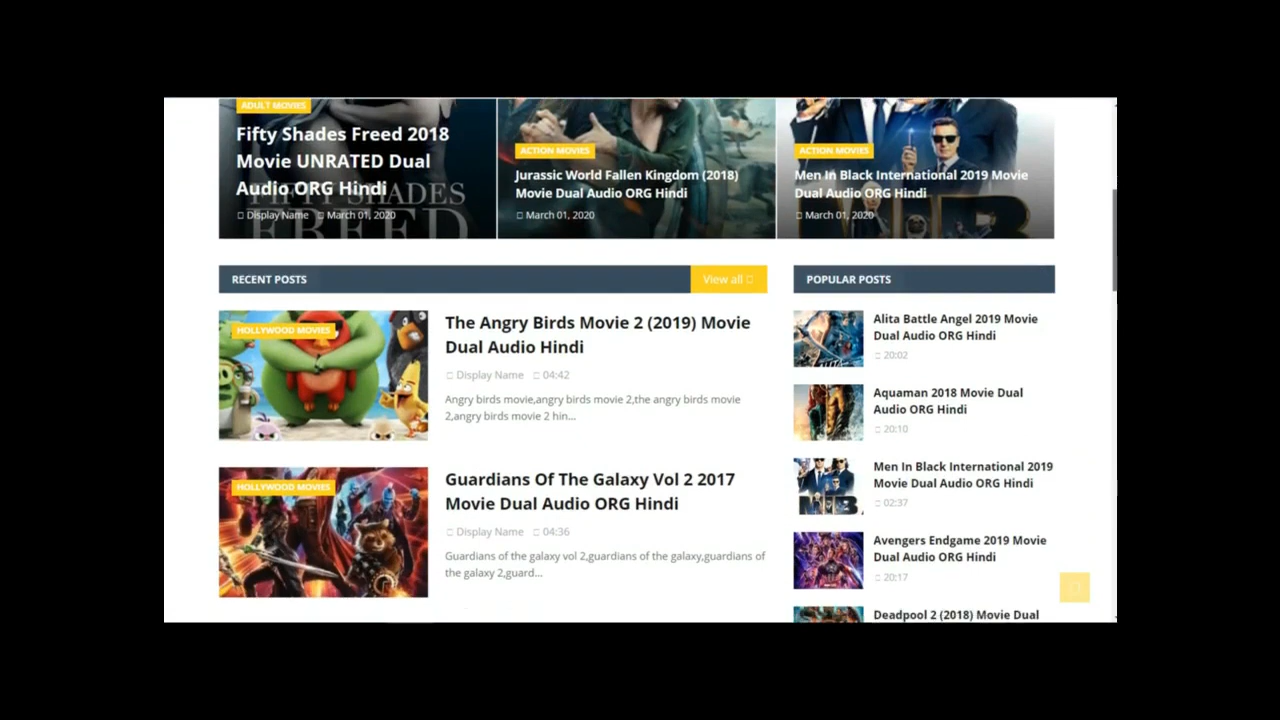 ADULT MOVIES
Fifty Shades Freed 2018
Movie UNRATED Dual
Audio ORG Hindi
Display Name March 01, 2020
FIFTY SHADES
FREED
ACTION MOVIES
Jurassic World Fallen Kingdom (2018)
Movie Dual Audio ORG Hindi
March 01, 2020
ACTION MOVIES
Men In Black International 2019 Movie
Dual Audio ORG Hindi
March 01, 2020
RECENT POSTS
View all
HOLLYWOOD MOVIES
The Angry Birds Movie 2 (2019) Movie
Dual Audio Hindi
Display Name 04:42
Angry birds movie,angry birds movie 2,the angry birds movie
2,angry birds movie 2 hin...
HOLLYWOOD MOVIES
Guardians Of The Galaxy Vol 2 2017
Movie Dual Audio ORG Hindi
Display Name 04:36
Guardians of the galaxy vol 2,guardians of the galaxy,guardians of
the galaxy 2,guard...
POPULAR POSTS
Alita Battle Angel 2019 Movie
Dual Audio ORG Hindi
20:02
Aquaman 2018 Movie Dual
Audio ORG Hindi
20:10
Men In Black International 2019
Movie Dual Audio ORG Hindi
02:37
Avengers Endgame 2019 Movie
Dual Audio ORG Hindi
20:17
Deadpool 2 (2018) Movie Dual